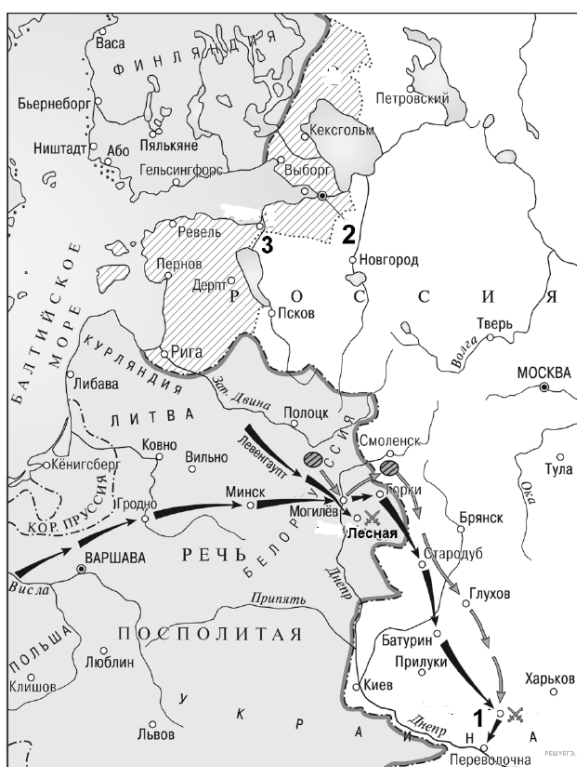 Васа
ФИНЛЯНДИЯ
Бьернеборг
Петровский
Кексгольм
Ништадт
Або
Пялькяне
Гельсингфорс
Выборг
Ревель
3
2
Пернов
Дерпт
Новгород
РОССИЯ
Псков
БАЛТИЙСКОЕ
МОРЕ
Рига
Тверь
Волга
КУРЛЯНДИЯ
Либава
Зап. Двина
МОСКВА
ЛИТВА
Полоцк
Смоленск
Левенгаупт
Ковно
Вильно
Тула
Кёнигсберг
Ока
КОР. ПРУССИЯ
Гродно
Минск
Могилёв
Горки
Лесная
Брянск
БЕЛОРУССИЯ
ВАРШАВА
РЕЧЬ
Стародуб
Висла
Днепр
Припять
Глухов
ПОЛЬША
ПОСПОЛИТАЯ
Батурин
Люблин
Прилуки
Клишов
Киев
Харьков
1
УКРАИНА
Львов
Днепр
Переволочна
РЕШУЕГЭ.